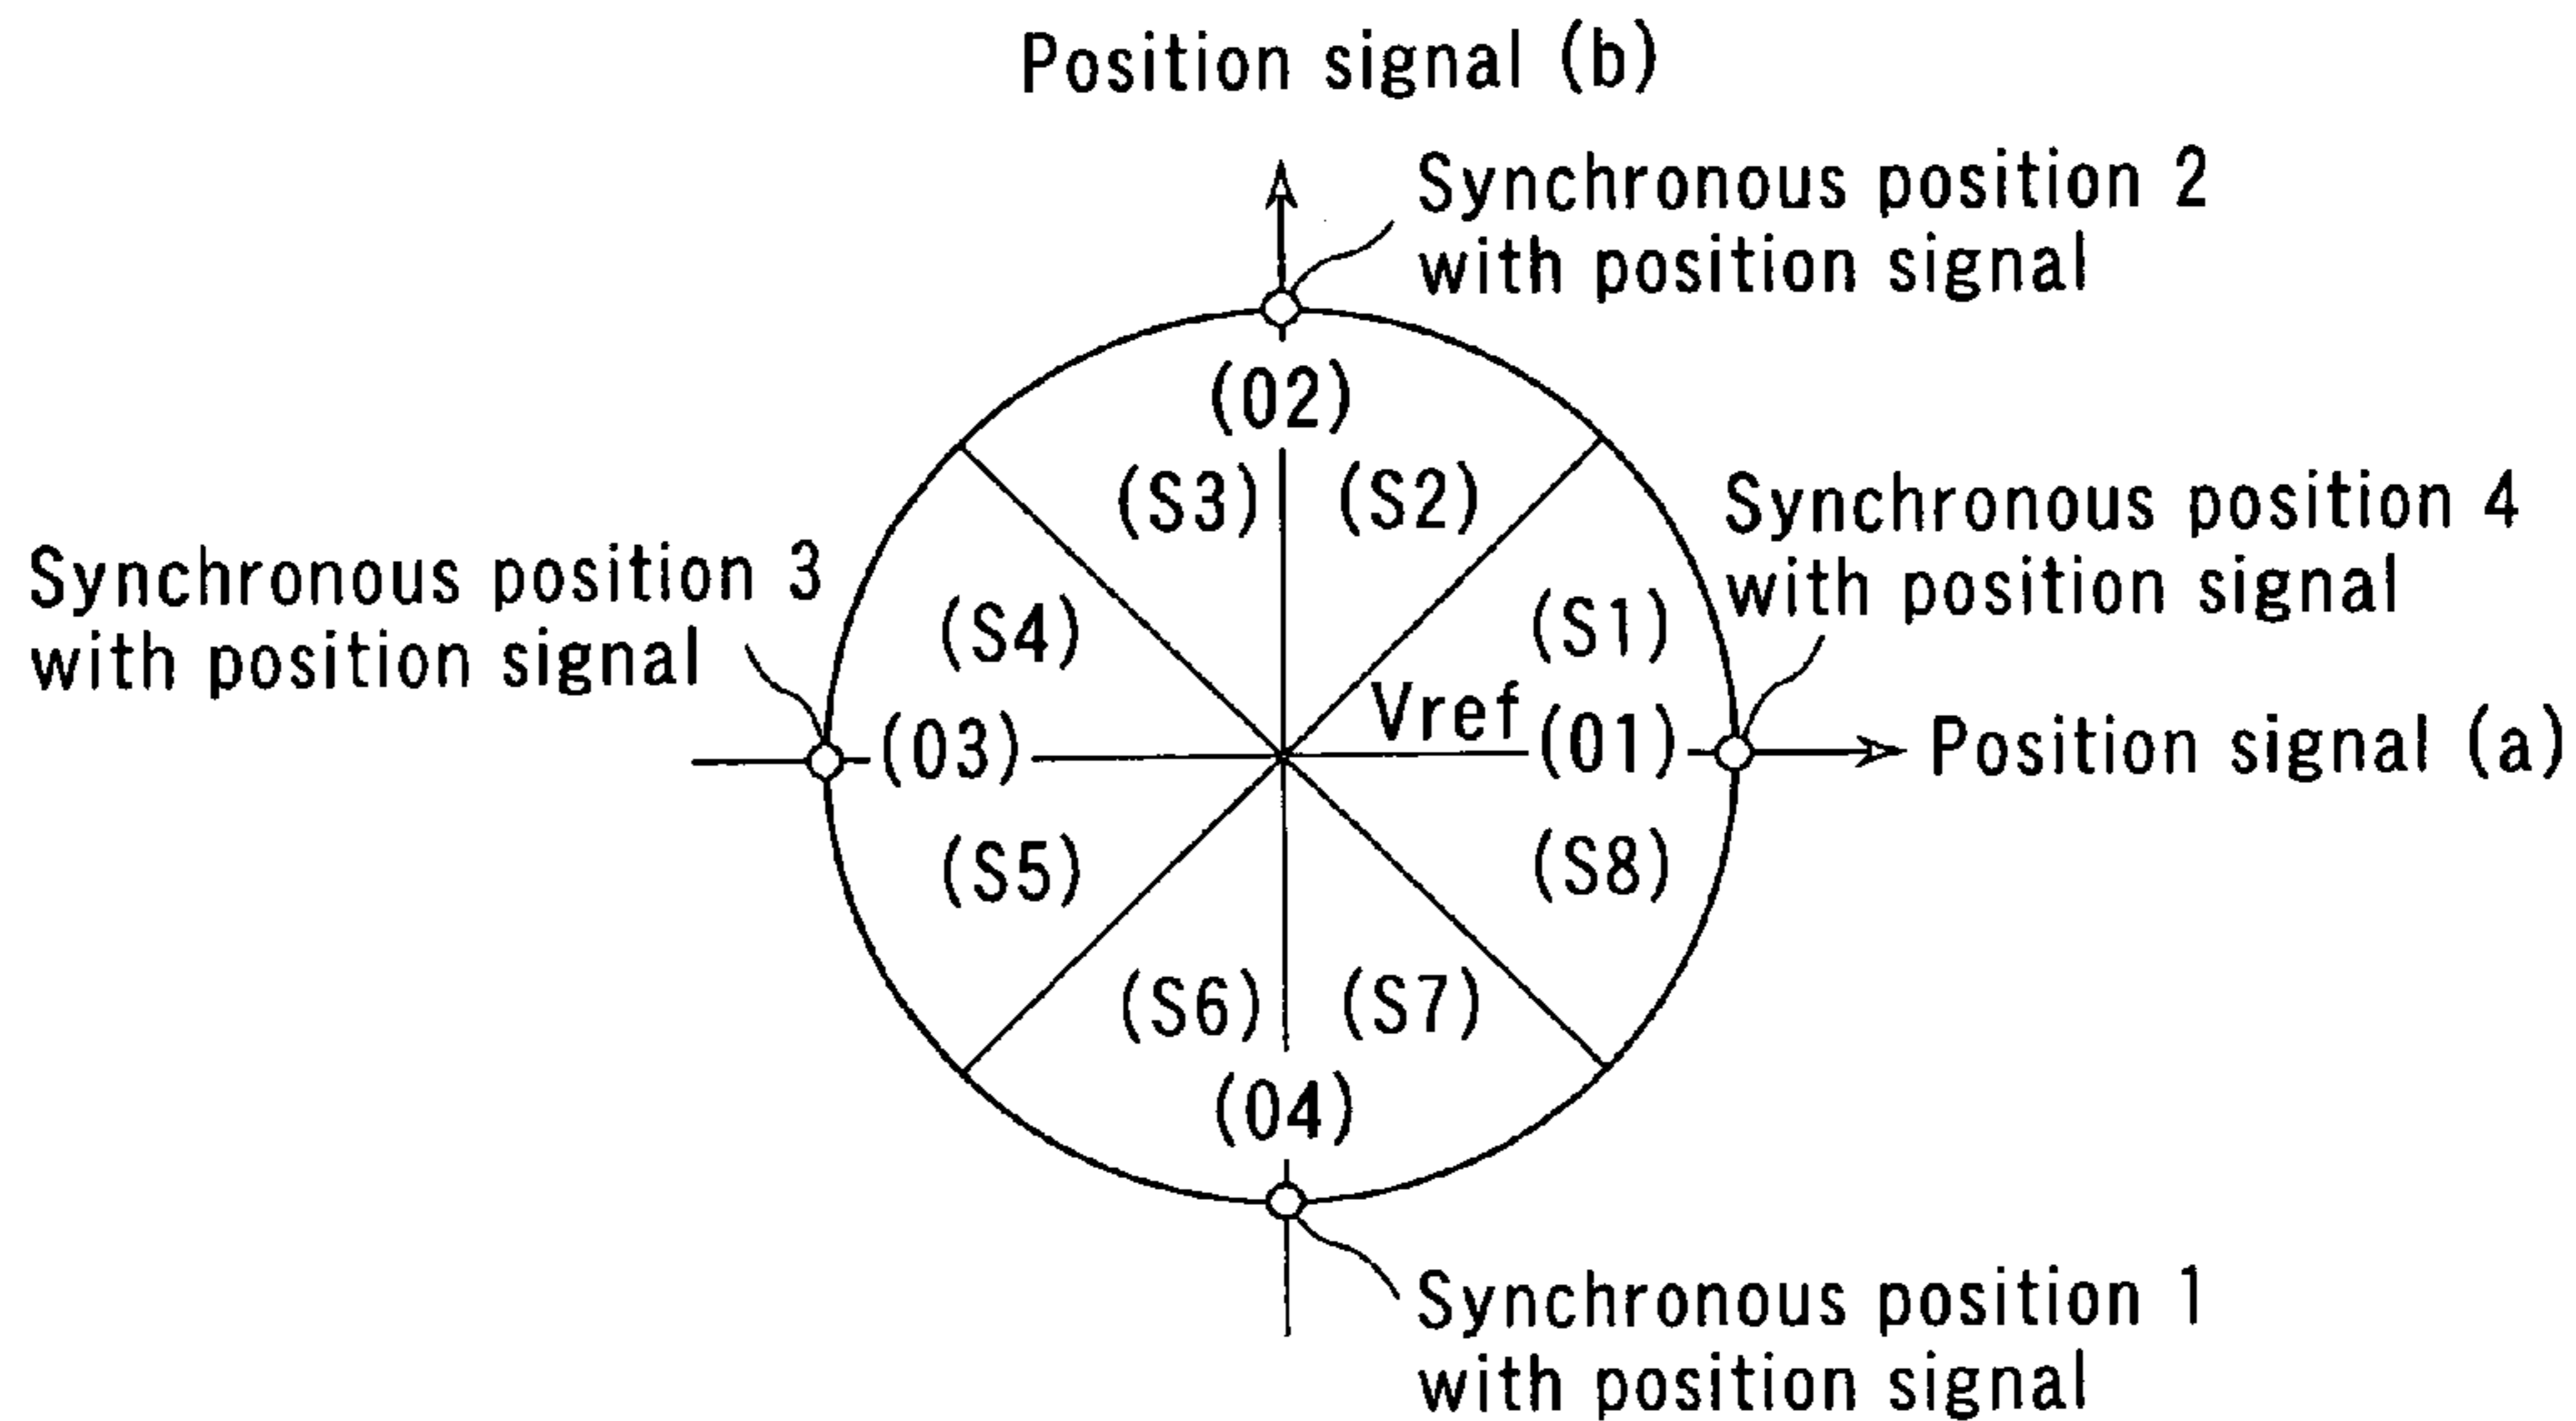 Position signal (b)
Synchronous position 2
with position signal
(02)
(S3)
(S2)
Synchronous position 4
with position signal
Synchronous position 3
with position signal
(S4)
(S1)
Vref
(03)
(01)
Position signal (a)
(S5)
(S8)
(S6)
(S7)
(04)
Synchronous position 1
with position signal